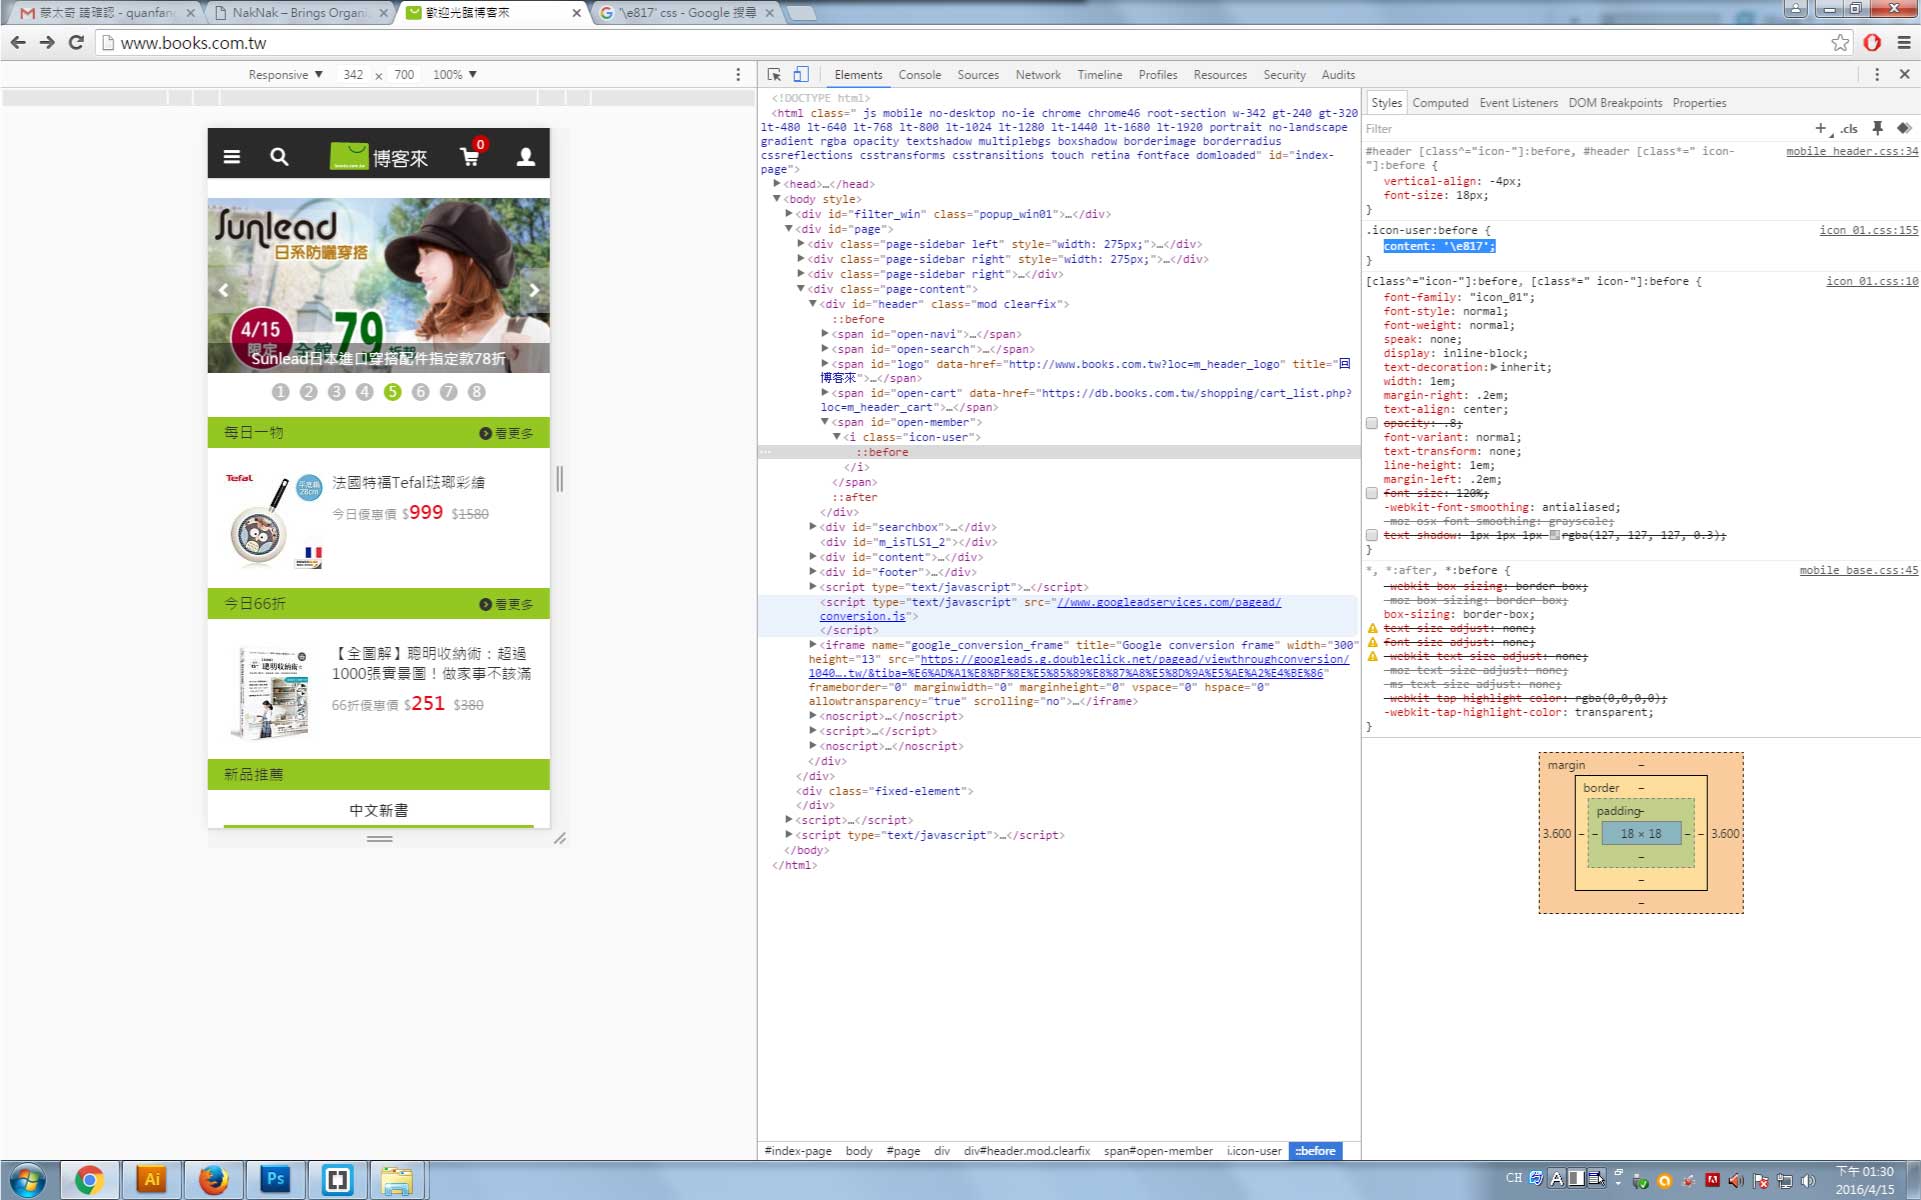 蒙太奇 請確認 - quanfang
NakNak – Brings Organi
歡迎光臨博客來
'\e817' css - Google 搜尋
www.books.com.tw
Responsive ▼ 342 × 700 100% ▼
Elements Console Sources Network Timeline Profiles Resources Security Audits
博客來
0
Sunlead
日系防曬穿搭
4/15
限定
79
Sunlead日本進口穿搭配件指定款78折
1 2 3 4 5 6 7 8
每日一物 看更多
Tefal
28cm
法國特福Tefal琺瑯彩繪
今日優惠價 $999 $1580
今日66折 看更多
聰明收納術
【全圖解】聰明收納術：超過
1000張實景圖！做家事不該滿
66折優惠價 $251 $380
新品推薦
中文新書
<!DOCTYPE html>
<html class=" js mobile no-desktop no-ie chrome chrome46 root-section w-342 gt-240 gt-320
lt-480 lt-640 lt-768 lt-800 lt-1024 lt-1280 lt-1440 lt-1680 lt-1920 portrait no-landscape
gradient rgba opacity textshadow multiplebgs boxshadow borderimage borderradius
cssreflections csstransforms csstransitions touch retina fontface domloaded" id="index-
page">
▶<head>…</head>
▼<body style>
▶<div id="filter_win" class="popup_win01">…</div>
▼<div id="page">
▶<div class="page-sidebar left" style="width: 275px;">…</div>
▶<div class="page-sidebar right" style="width: 275px;">…</div>
▶<div class="page-sidebar right">…</div>
▼<div class="page-content">
▼<div id="header" class="mod clearfix">
::before
▶<span id="open-navi">…</span>
▶<span id="open-search">…</span>
▶<span id="logo" data-href="http://www.books.com.tw?loc=m_header_logo" title="回
博客來">…</span>
▶<span id="open-cart" data-href="https://db.books.com.tw/shopping/cart_list.php?
loc=m_header_cart">…</span>
▼<span id="open-member">
▼<i class="icon-user">
::before
</i>
</span>
::after
</div>
▶<div id="searchbox">…</div>
<div id="m_isTLS1_2"></div>
▶<div id="content">…</div>
▶<div id="footer">…</div>
▶<script type="text/javascript">…</script>
<script type="text/javascript" src="//www.googleadservices.com/pagead/
conversion.js">
</script>
▶<iframe name="google_conversion_frame" title="Google conversion frame" width="300"
height="13" src="https://googleads.g.doubleclick.net/pagead/viewthroughconversion/
1040….tw/&tiba=%E6%AD%A1%E8%BF%8E%E5%85%89%E8%87%A8%E5%8D%9A%E5%AE%A2%E4%BE%86"
frameborder="0" marginwidth="0" marginheight="0" vspace="0" hspace="0"
allowtransparency="true" scrolling="no">…</iframe>
▶<noscript>…</noscript>
▶<script>…</script>
▶<noscript>…</noscript>
</div>
</div>
<div class="fixed-element">
</div>
▶<script>…</script>
▶<script type="text/javascript">…</script>
</body>
</html>
#index-page body #page div div#header.mod.clearfix span#open-member i.icon-user ::before
Styles Computed Event Listeners DOM Breakpoints Properties
Filter + .cls
#header [class^="icon-"]:before, #header [class*=" icon- mobile_header.css:34
"]:before {
vertical-align: -4px;
font-size: 18px;
}
.icon-user:before { icon_01.css:155
content: '\e817';
}
[class^="icon-"]:before, [class*=" icon-"]:before { icon_01.css:10
font-family: "icon_01";
font-style: normal;
font-weight: normal;
speak: none;
display: inline-block;
text-decoration:▶inherit;
width: 1em;
margin-right: .2em;
text-align: center;
opacity: .8;
font-variant: normal;
text-transform: none;
line-height: 1em;
margin-left: .2em;
font-size: 120%;
-webkit-font-smoothing: antialiased;
-moz-osx-font-smoothing: grayscale;
text-shadow: 1px 1px 1px rgba(127, 127, 127, 0.3);
}
*, *:after, *:before { mobile_base.css:45
-webkit-box-sizing: border-box;
-moz-box-sizing: border-box;
box-sizing: border-box;
text-size-adjust: none;
font-size-adjust: none;
-webkit-text-size-adjust: none;
-moz-text-size-adjust: none;
-ms-text-size-adjust: none;
-webkit-tap-highlight-color: rgba(0,0,0,0);
-webkit-tap-highlight-color: transparent;
}
margin –
border –
padding –
3.600 – – 18 × 18 – – 3.600
–
–
–
Ai
Ps
CH
A
下午 01:30
2016/4/15